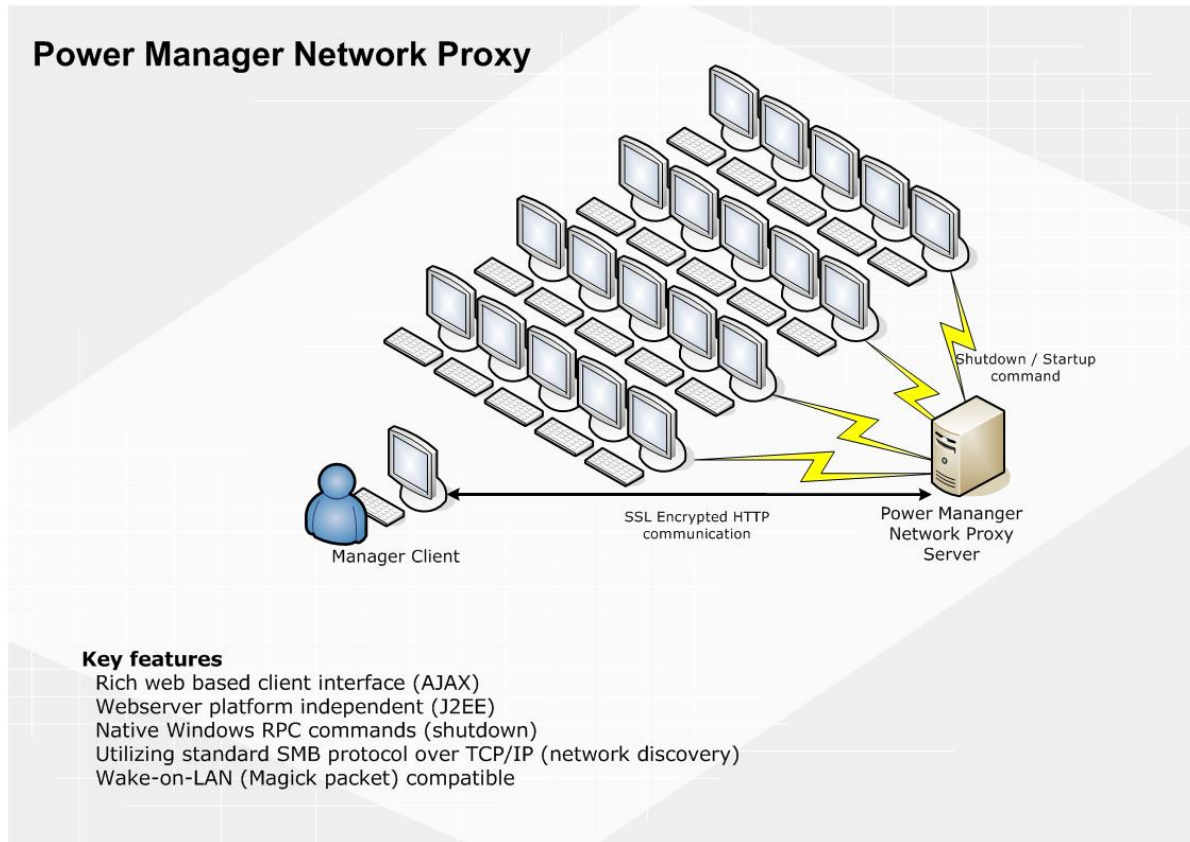 Power Manager Network Proxy
Shutdown / Startup
command
SSL Encrypted HTTP
communication
Power Mananger
Network Proxy
Server
Manager Client
Key features
Rich web based client interface (AJAX)
Webserver platform independent (J2EE)
Native Windows RPC commands (shutdown)
Utilizing standard SMB protocol over TCP/IP (network discovery)
Wake-on-LAN (Magick packet) compatible